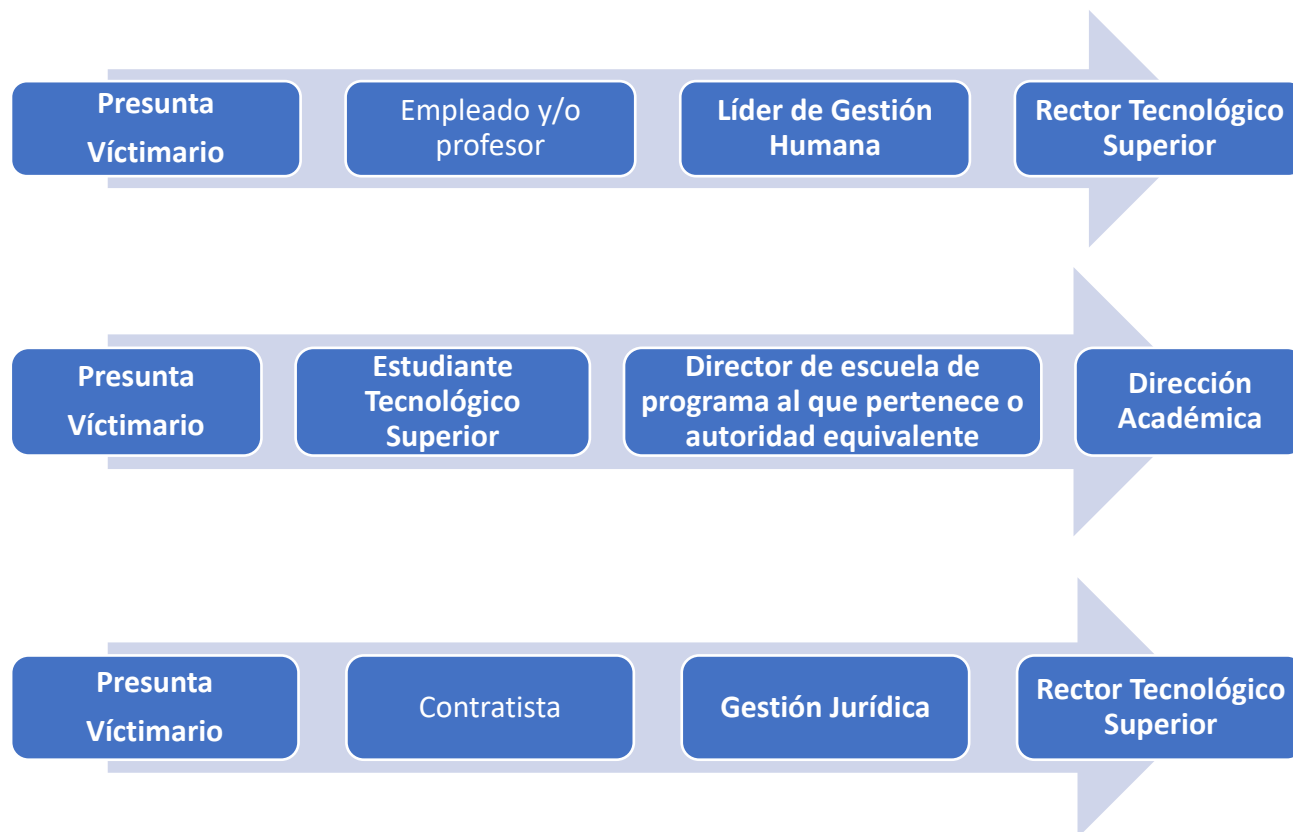 Presunta
Víctimario
Empleado y/o
profesor
Líder de Gestión
Humana
Rector Tecnológico
Superior
Presunta
Víctimario
Estudiante
Tecnológico
Superior
Director de escuela de
programa al que pertenece o
autoridad equivalente
Dirección
Académica
Presunta
Víctimario
Contratista
Gestión Jurídica
Rector Tecnológico
Superior